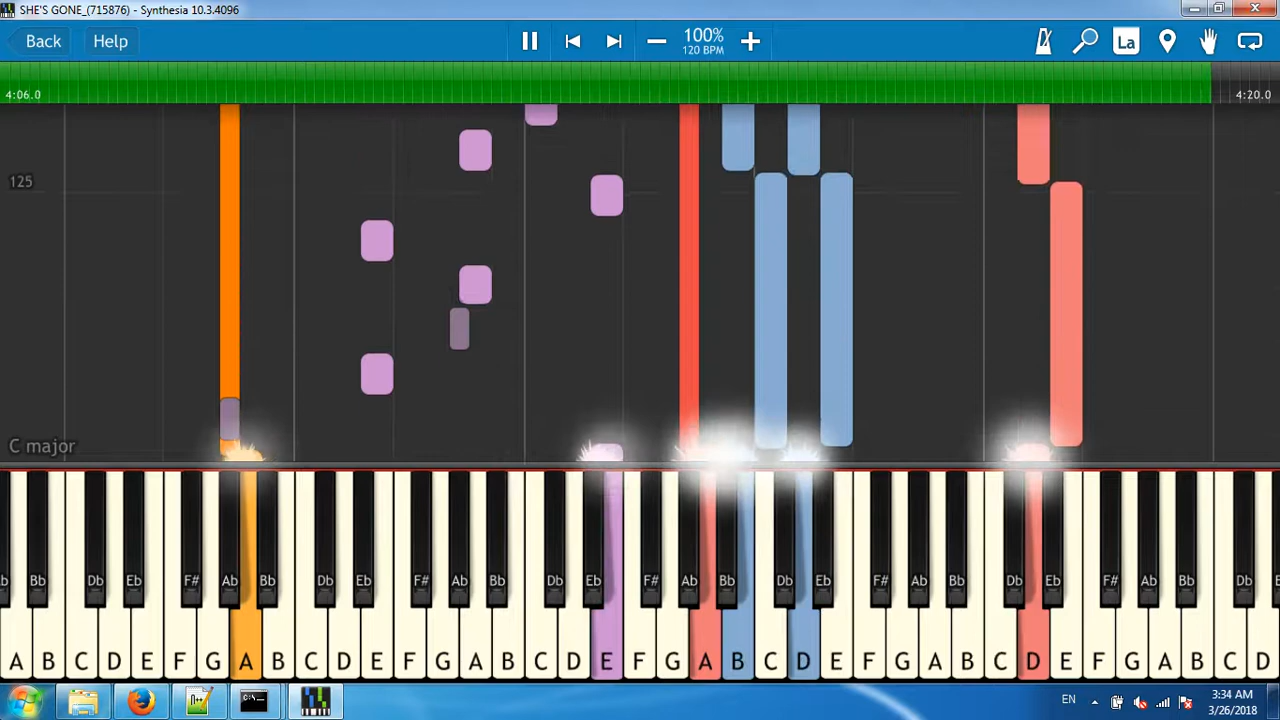 SHE'S GONE_(715876) - Synthesia 10.3.4096
Back Help 100% La
120 BPM
4:06.0 4:20.0
125
C major
Bb Db Eb F# Ab Bb Db Eb F# Ab Bb Db Eb F# Ab Bb Db Eb F# Ab Bb Db Eb F# Ab Bb Db
A B C D E F G A B C D E F G A B C D E F G A B C D E F G A B C D E F G A B C D
N++ C:\_ EN 3:34 AM
3/26/2018